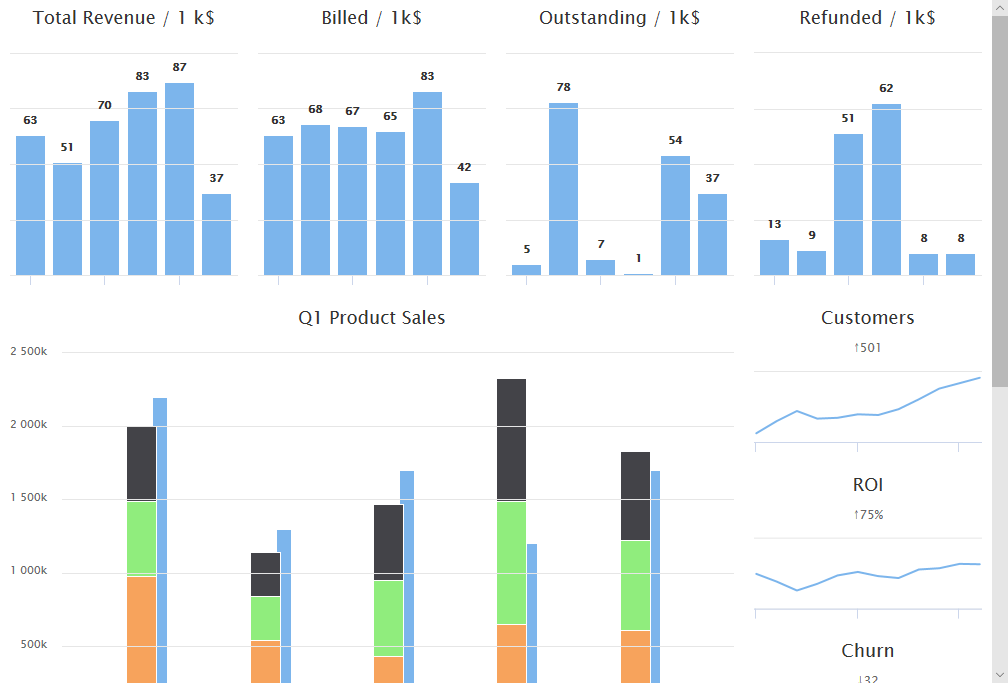 Total Revenue / 1 k$
63
51
70
83
87
37
Billed / 1k$
63
68
67
65
83
42
Outstanding / 1k$
5
78
7
1
54
37
Refunded / 1k$
13
9
51
62
8
8
Q1 Product Sales
2 500k
2 000k
1 500k
1 000k
500k
Customers
↑501
ROI
↑75%
Churn
↓32